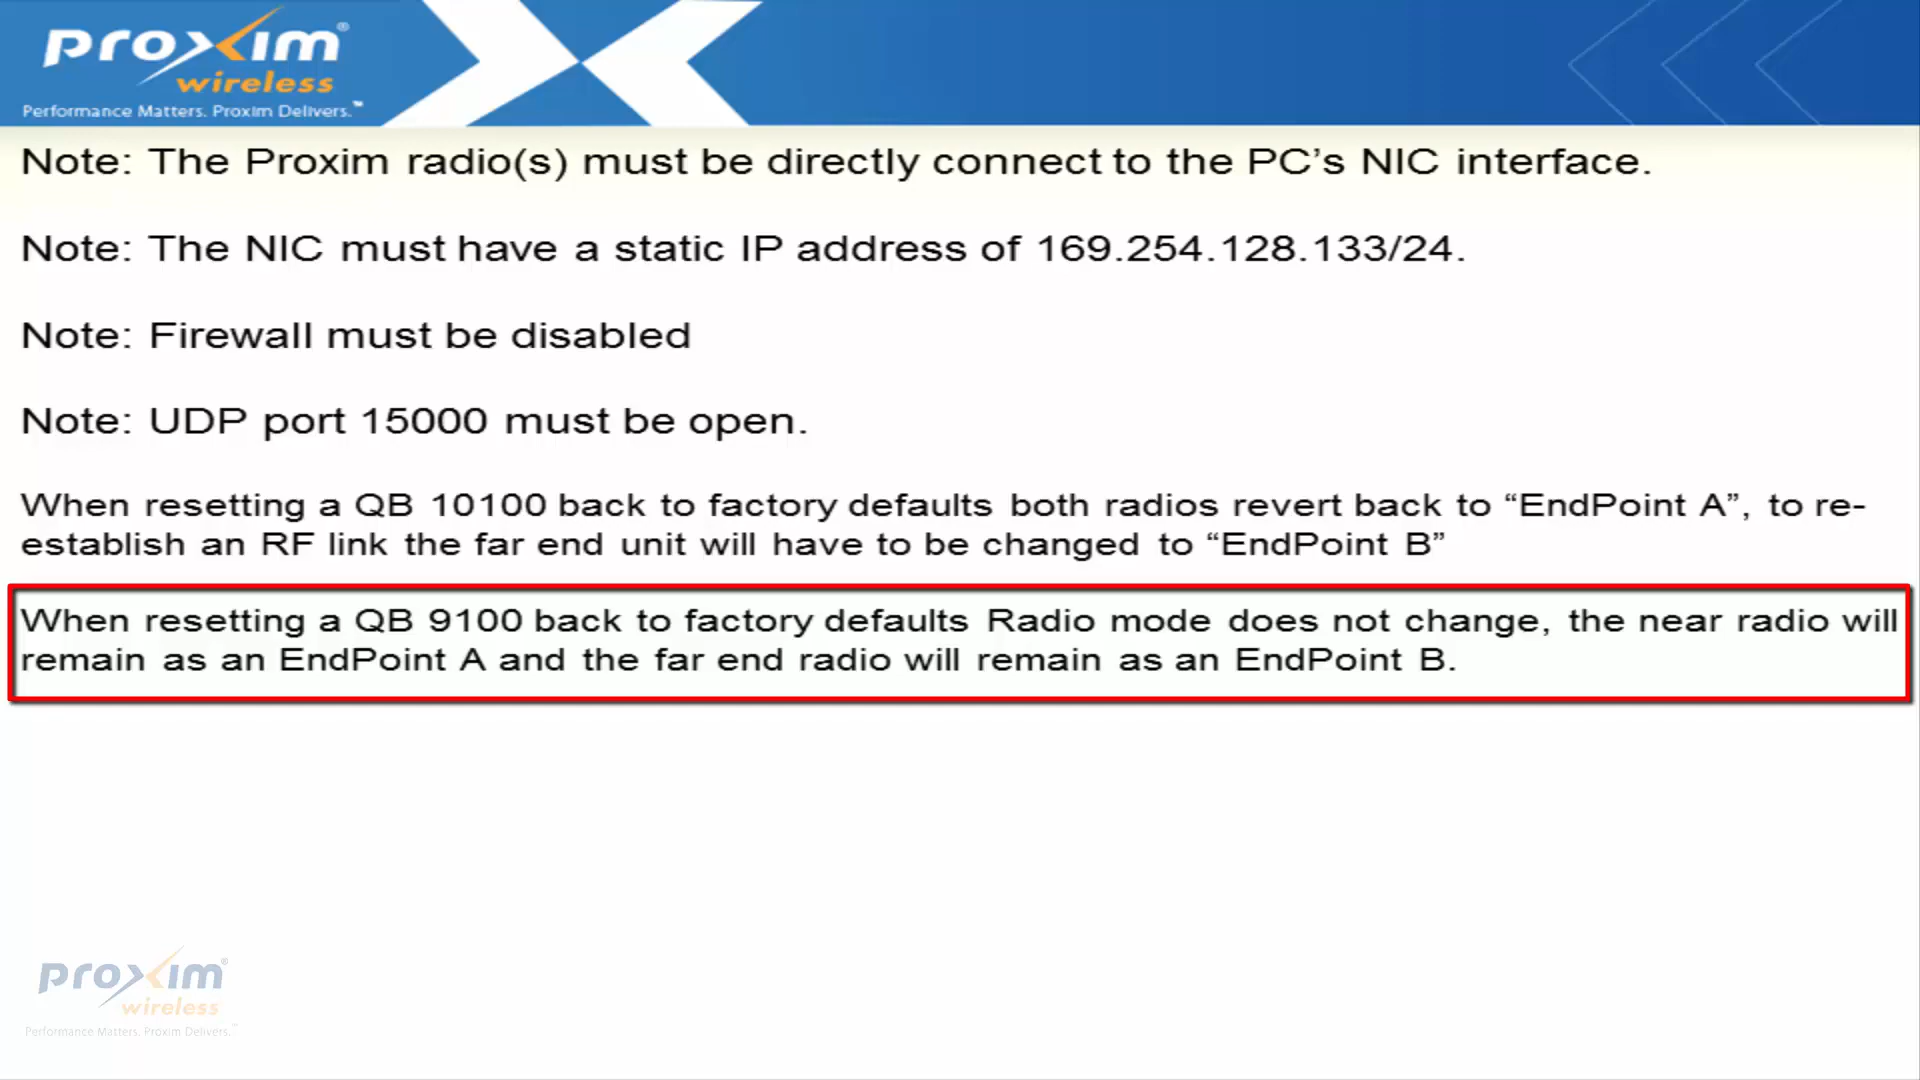 proxim®
wireless
Performance Matters. Proxim Delivers.™
Note: The Proxim radio(s) must be directly connect to the PC’s NIC interface.
Note: The NIC must have a static IP address of 169.254.128.133/24.
Note: Firewall must be disabled
Note: UDP port 15000 must be open.
When resetting a QB 10100 back to factory defaults both radios revert back to “EndPoint A”, to re-
establish an RF link the far end unit will have to be changed to “EndPoint B”
When resetting a QB 9100 back to factory defaults Radio mode does not change, the near radio will
remain as an EndPoint A and the far end radio will remain as an EndPoint B.
proxim®
wireless
Performance Matters. Proxim Delivers.™